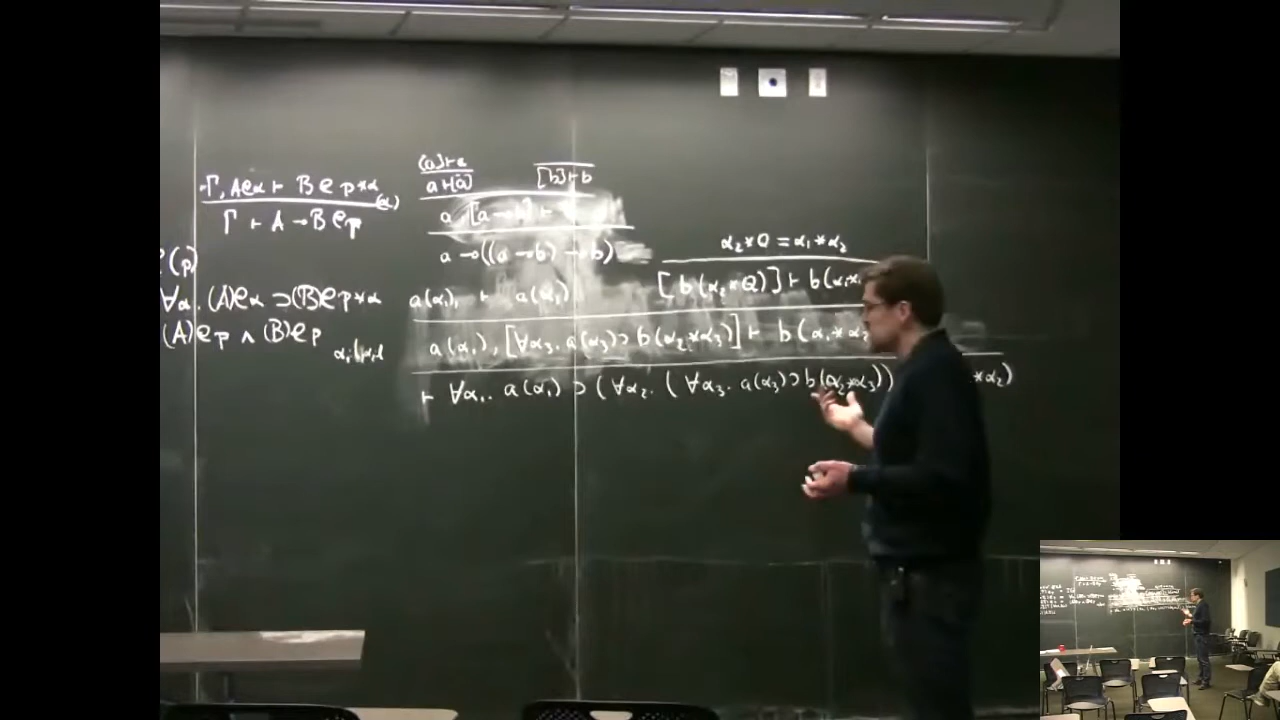 Γ, A@α ⊢ B@p*α
Γ ⊢ A ⊸ B@p (α)
(p)
∀α. (A)@α ⊃ (B)@p*α
(A)@p ∧ (B)@p
[a] ⊢ a
a ⊢ [a]
[b] ⊢ b
a, [a ⊸ b] ⊢
a ⊸ ((a ⊸ b) ⊸ b)
α₂*Q = α₁*α₂
a(α₁) ⊢ a(α₁)
[b(α₂*Q)] ⊢ b(α₁*
a(α₁), [∀α₃. a(α₃) ⊃ b(α₂*α₃)] ⊢ b(α₁*α₂
⊢ ∀α₁. a(α₁) ⊃ (∀α₂. (∀α₃. a(α₃) ⊃ b(α₂*α₃)) *α₂)